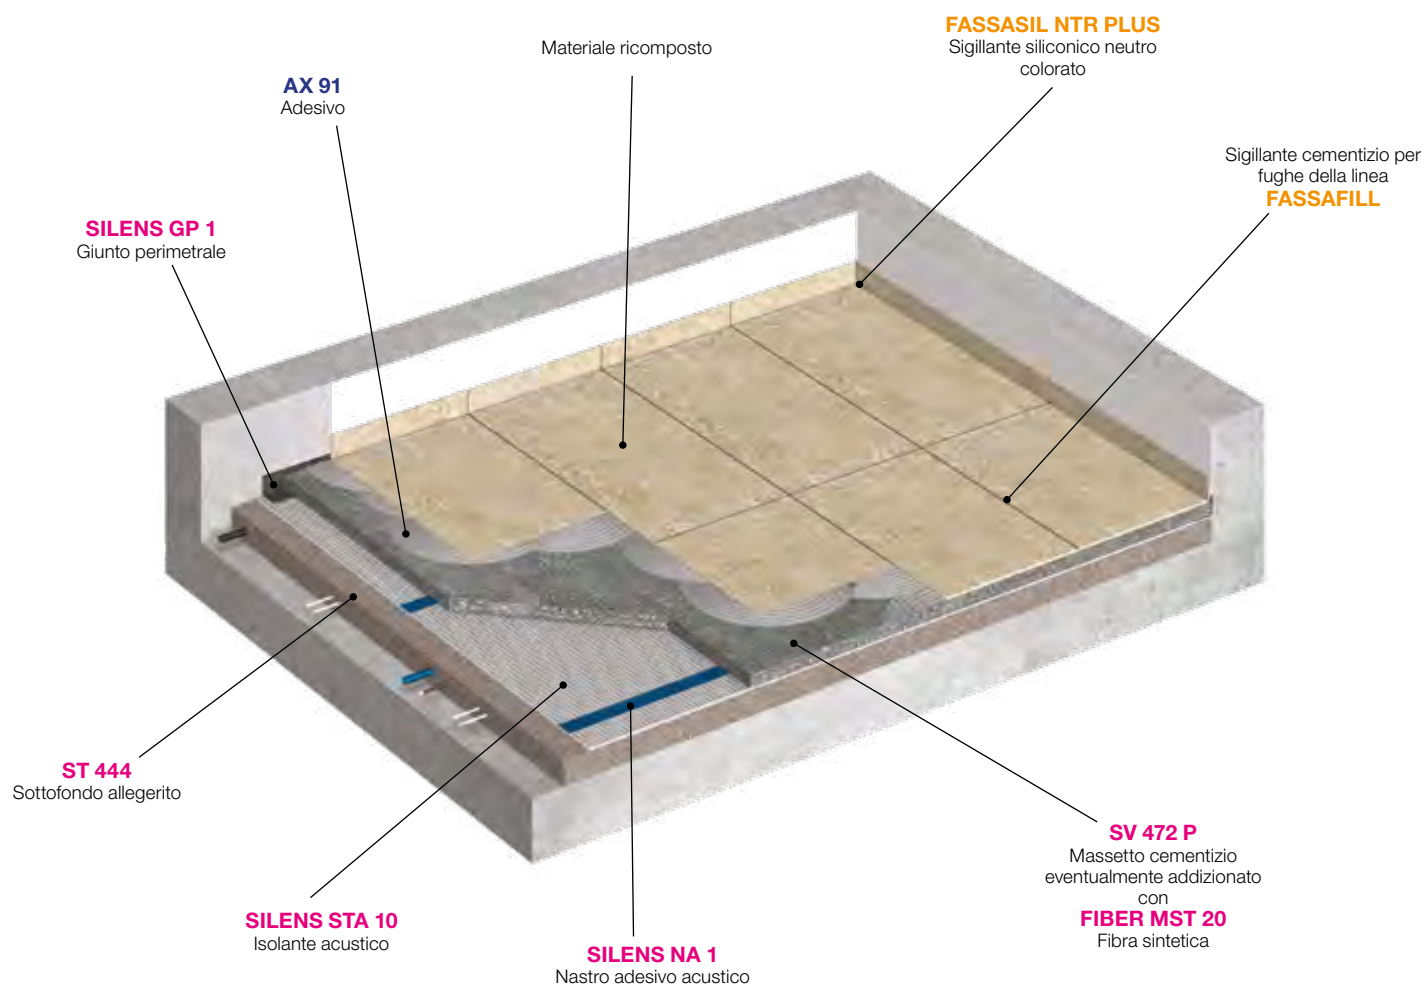 FASSASIL NTR PLUS
Sigillante siliconico neutro
colorato
Materiale ricomposto
AX 91
Adesivo
Sigillante cementizio per
fughe della linea
FASSAFILL
SILENS GP 1
Giunto perimetrale
ST 444
Sottofondo allegerito
SILENS STA 10
Isolante acustico
SILENS NA 1
Nastro adesivo acustico
SV 472 P
Massetto cementizio
eventualmente addizionato
con
FIBER MST 20
Fibra sintetica